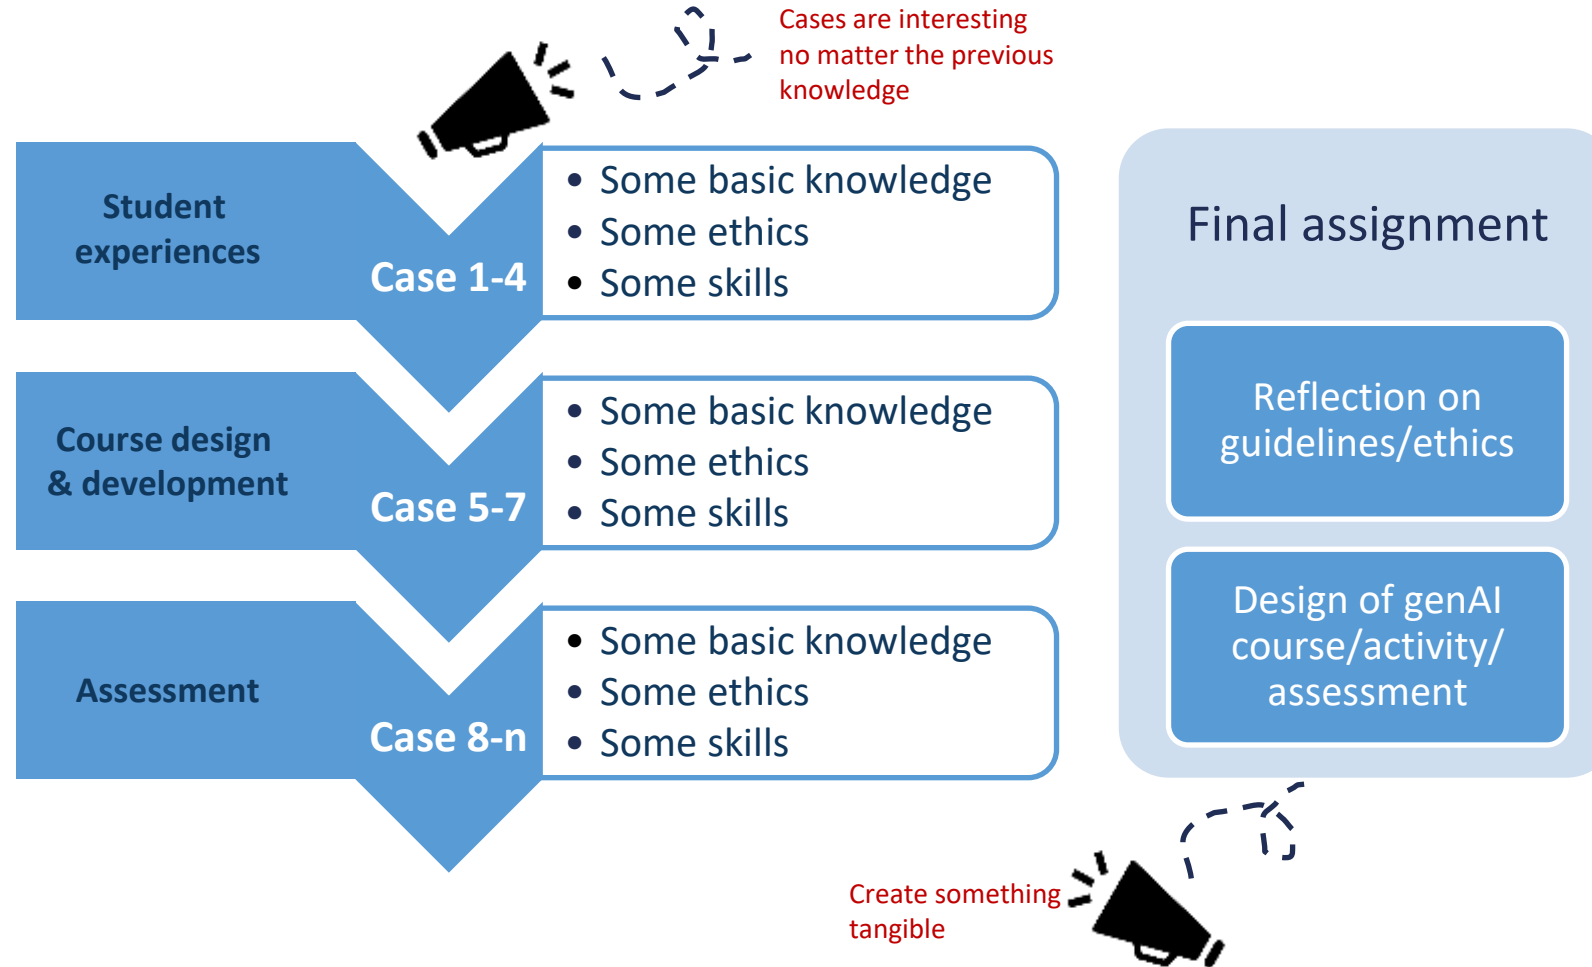 Cases are interesting
no matter the previous
knowledge
Student
experiences
Case 1-4
• Some basic knowledge
• Some ethics
• Some skills
Course design
& development
Case 5-7
• Some basic knowledge
• Some ethics
• Some skills
Assessment
Case 8-n
• Some basic knowledge
• Some ethics
• Some skills
Final assignment
Reflection on
guidelines/ethics
Design of genAI
course/activity/
assessment
Create something
tangible